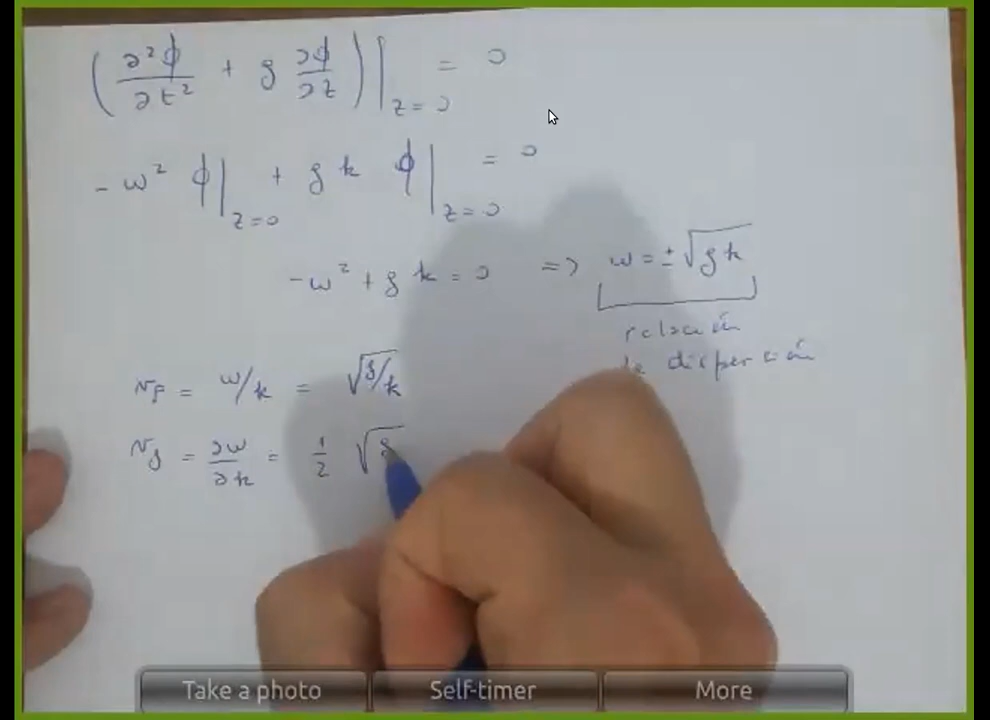 (∂²ϕ/∂t² + g ∂ϕ/∂z)|z=0 = 0
-ω² ϕ|z=0 + g k ϕ|z=0 = 0
-ω² + g k = 0 => ω = ± √gk
relación
de dispersión
vF = ω/k = √g/k
vg = ∂ω/∂k = 1/2 √g
Take a photo Self-timer More